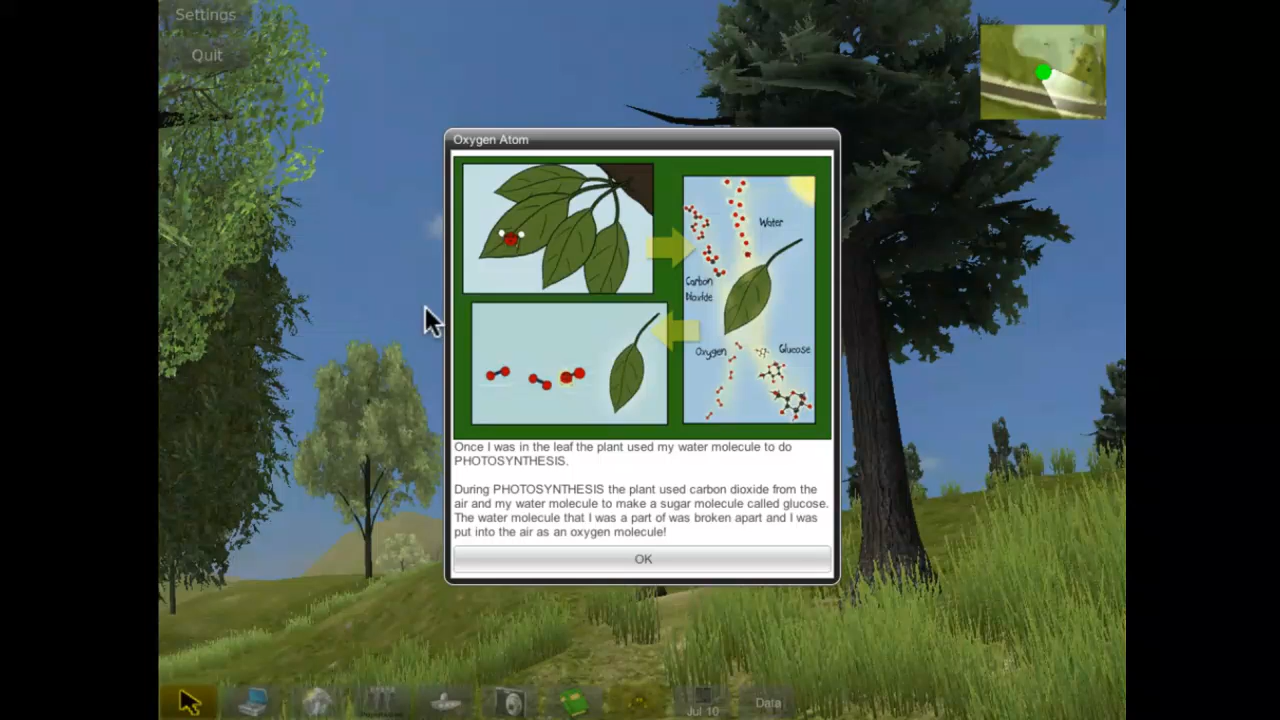 Settings
Quit
Oxygen Atom
Water
Carbon
Dioxide
Oxygen
Glucose
Once I was in the leaf the plant used my water molecule to do
PHOTOSYNTHESIS.
During PHOTOSYNTHESIS the plant used carbon dioxide from the
air and my water molecule to make a sugar molecule called glucose.
The water molecule that I was a part of was broken apart and I was
put into the air as an oxygen molecule!
OK
Jul 10
Data